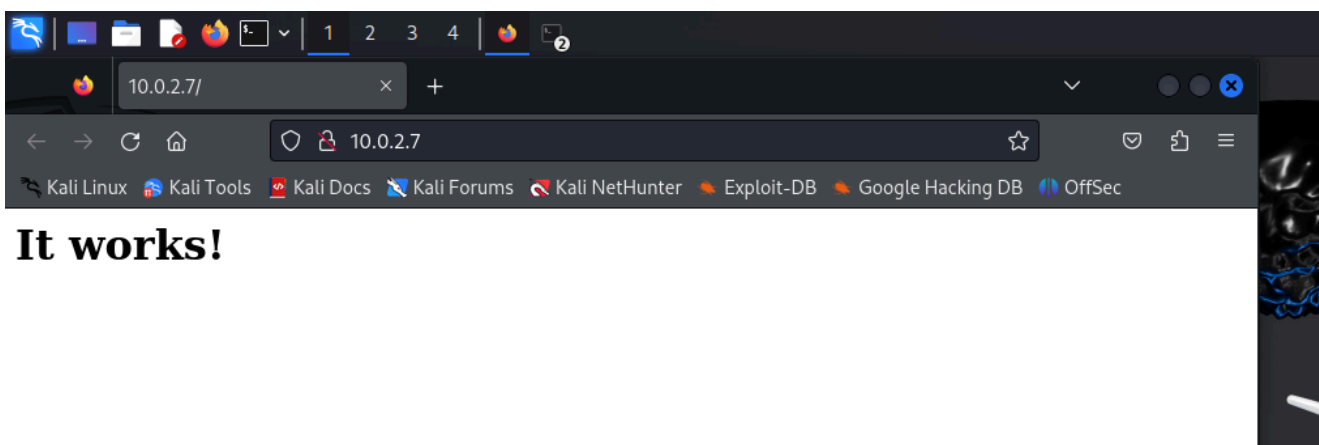 1 2 3 4 2
10.0.2.7/
10.0.2.7
Kali Linux Kali Tools Kali Docs Kali Forums Kali NetHunter Exploit-DB Google Hacking DB OffSec
It works!